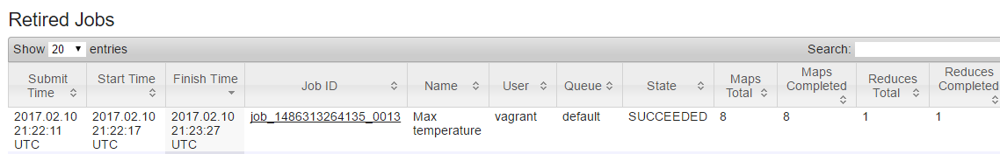 Retired Jobs
Show 20 entries Search:
Submit Time Start Time Finish Time Job ID Name User Queue State Maps Total Maps Completed Reduces Total Reduces Completed
2017.02.10 21:22:11 UTC 2017.02.10 21:22:17 UTC 2017.02.10 21:23:27 UTC job_1486313264135_0013 Max temperature vagrant default SUCCEEDED 8 8 1 1